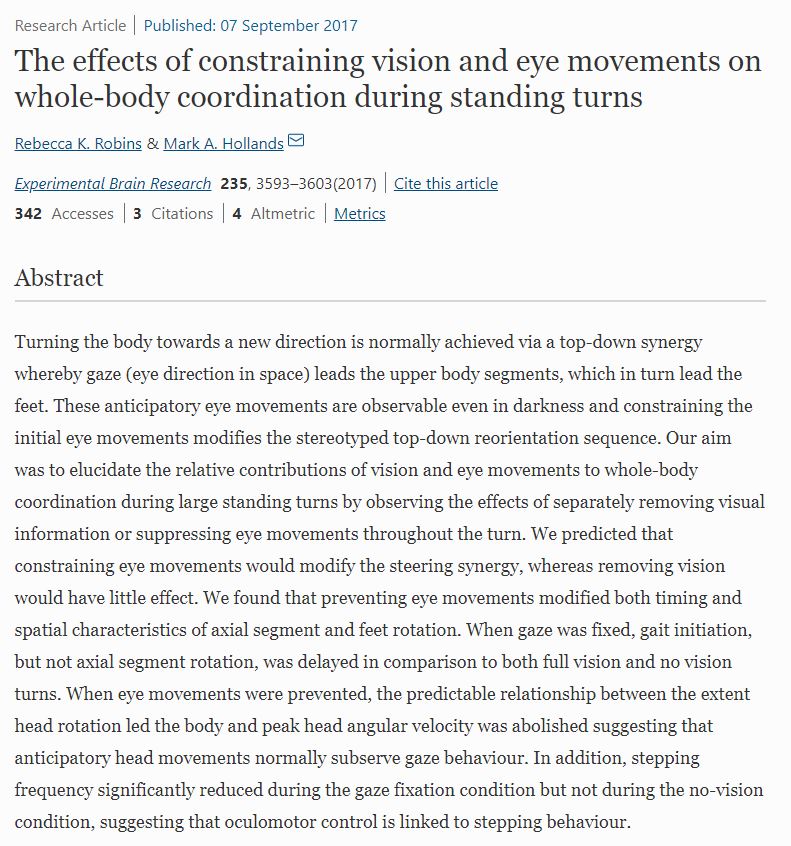 Research Article | Published: 07 September 2017
The effects of constraining vision and eye movements on
whole-body coordination during standing turns
Rebecca K. Robins & Mark A. Hollands
Experimental Brain Research 235, 3593–3603(2017) | Cite this article
342 Accesses | 3 Citations | 4 Altmetric | Metrics
Abstract
Turning the body towards a new direction is normally achieved via a top-down synergy
whereby gaze (eye direction in space) leads the upper body segments, which in turn lead the
feet. These anticipatory eye movements are observable even in darkness and constraining the
initial eye movements modifies the stereotyped top-down reorientation sequence. Our aim
was to elucidate the relative contributions of vision and eye movements to whole-body
coordination during large standing turns by observing the effects of separately removing visual
information or suppressing eye movements throughout the turn. We predicted that
constraining eye movements would modify the steering synergy, whereas removing vision
would have little effect. We found that preventing eye movements modified both timing and
spatial characteristics of axial segment and feet rotation. When gaze was fixed, gait initiation,
but not axial segment rotation, was delayed in comparison to both full vision and no vision
turns. When eye movements were prevented, the predictable relationship between the extent
head rotation led the body and peak head angular velocity was abolished suggesting that
anticipatory head movements normally subserve gaze behaviour. In addition, stepping
frequency significantly reduced during the gaze fixation condition but not during the no-vision
condition, suggesting that oculomotor control is linked to stepping behaviour.